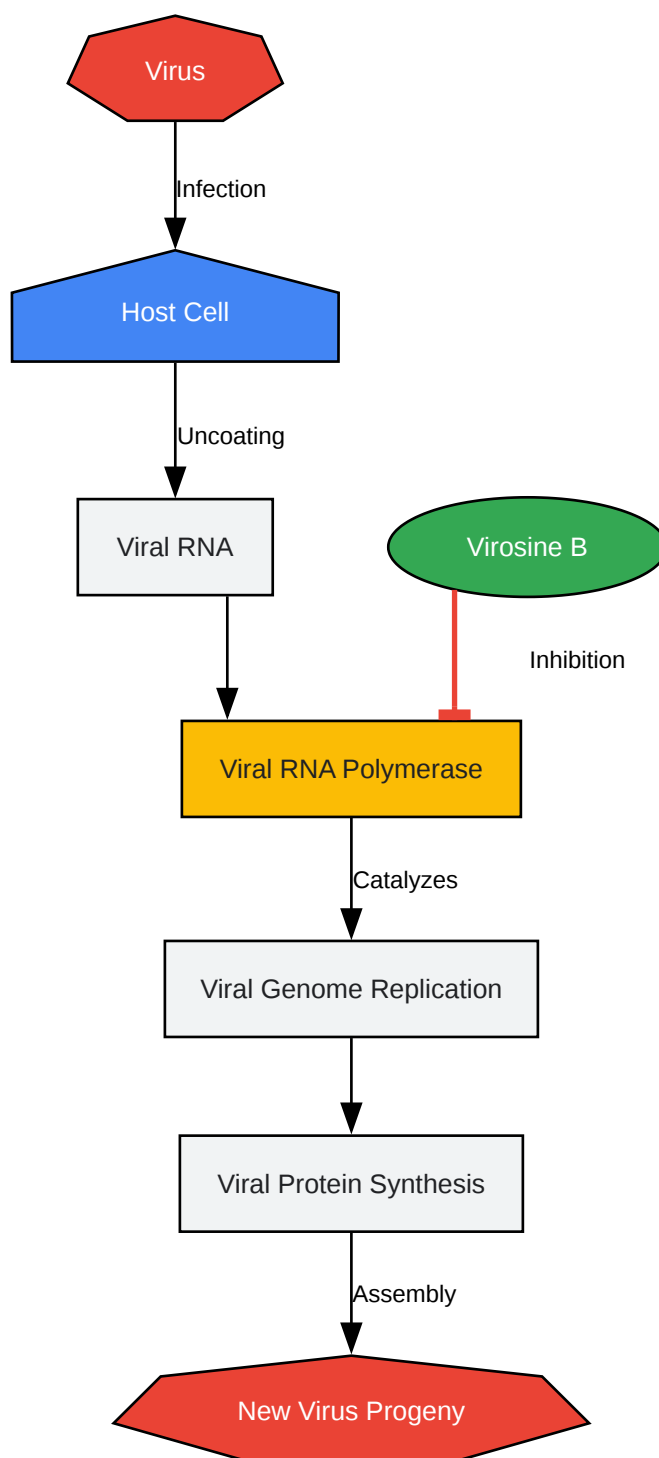 Virus
Infection
Host Cell
Uncoating
Viral RNA
Virosine B
Inhibition
Viral RNA Polymerase
Catalyzes
Viral Genome Replication
Viral Protein Synthesis
Assembly
New Virus Progeny